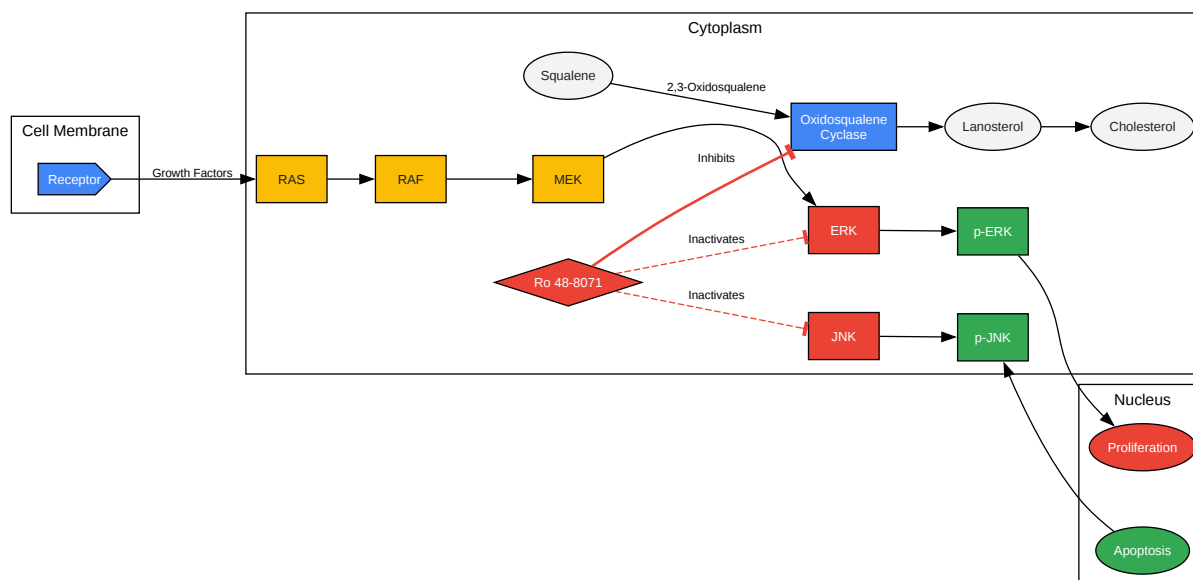 Cytoplasm
Squalene
2,3-Oxidosqualene
Oxidosqualene
Cyclase
Lanosterol
Cholesterol
Cell Membrane
Receptor
Growth Factors
RAS
RAF
MEK
Inhibits
ERK
p-ERK
Inactivates
Ro 48-8071
Inactivates
JNK
p-JNK
Nucleus
Proliferation
Apoptosis